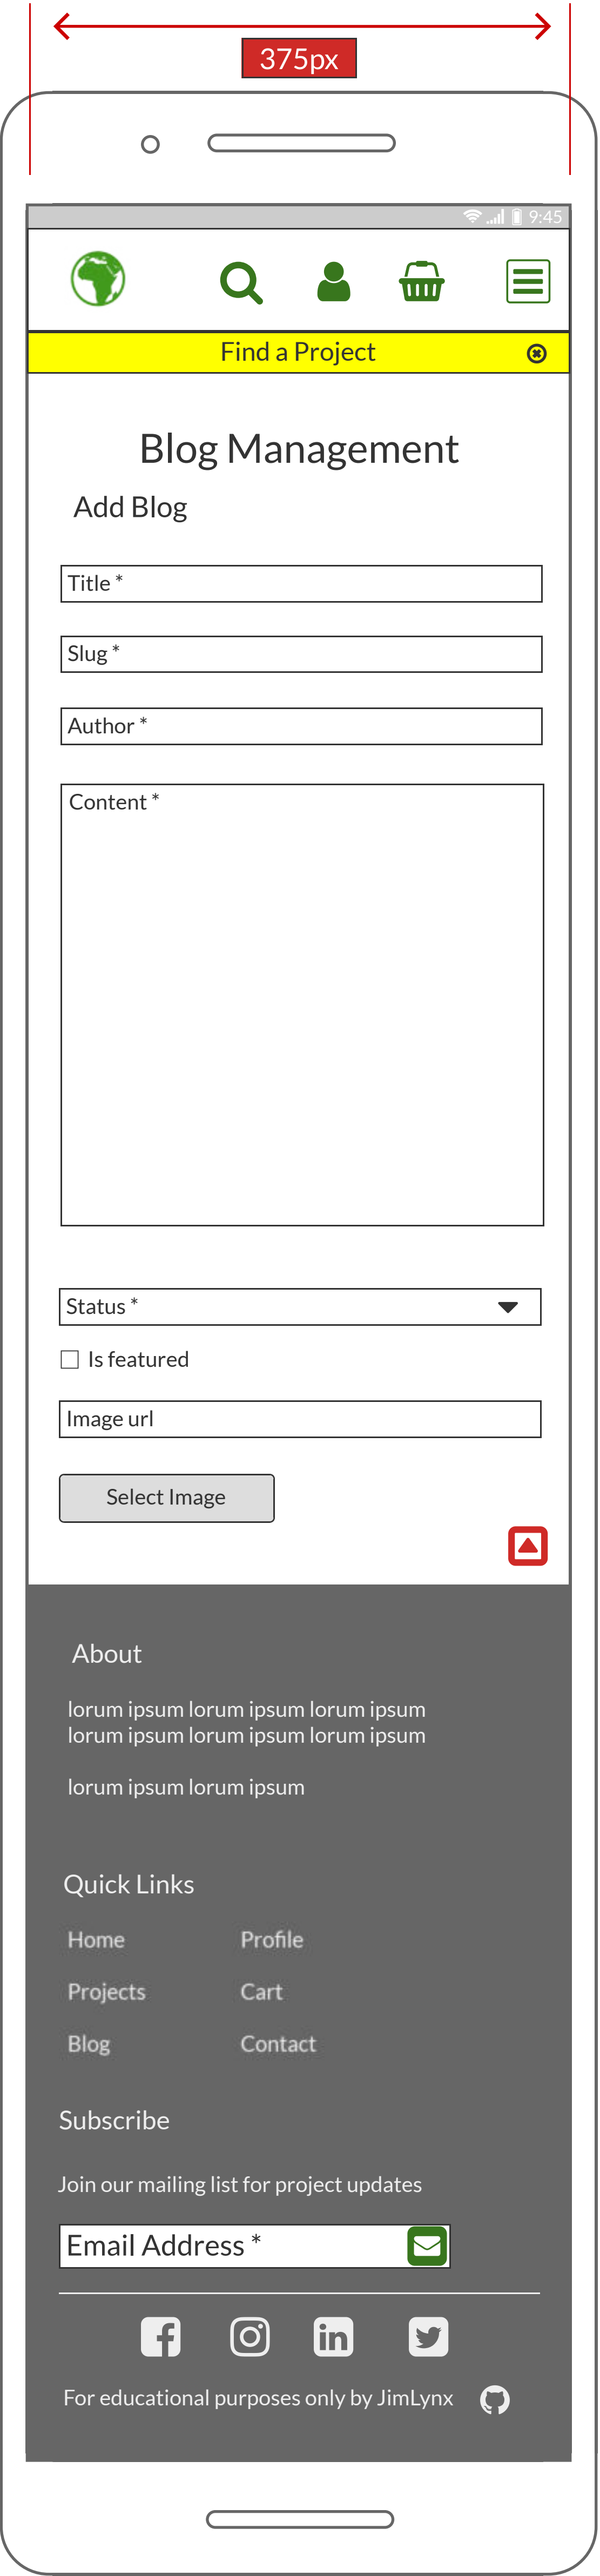 375px
9:45
Find a Project
Blog Management
Add Blog
Title *
Slug *
Author *
Content *
Status *
Is featured
Image url
Select Image
About
lorum ipsum lorum ipsum lorum ipsum
lorum ipsum lorum ipsum lorum ipsum
lorum ipsum lorum ipsum
Quick Links
Home Profile
Projects Cart
Blog Contact
Subscribe
Join our mailing list for project updates
Email Address *
For educational purposes only by JimLynx